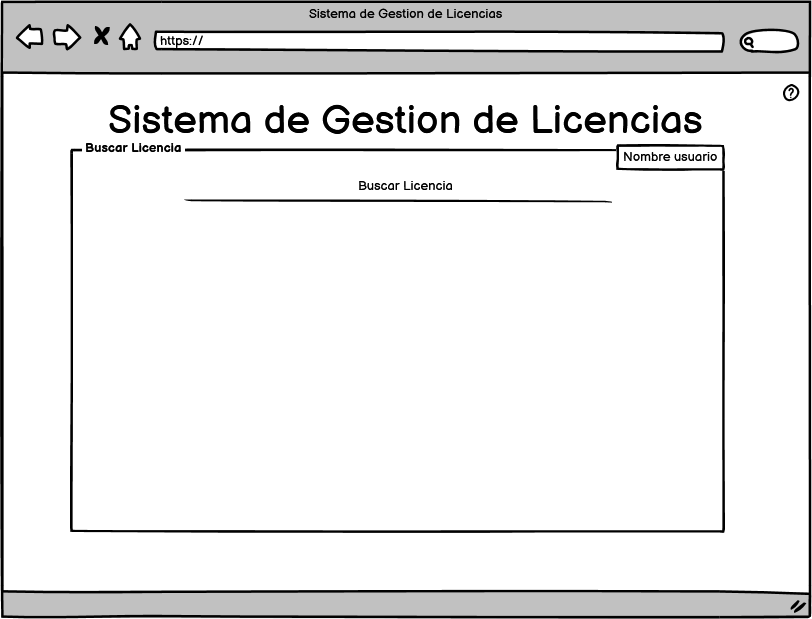 Sistema de Gestion de Licencias
https://
?
Sistema de Gestion de Licencias
Buscar Licencia
Nombre usuario
Buscar Licencia